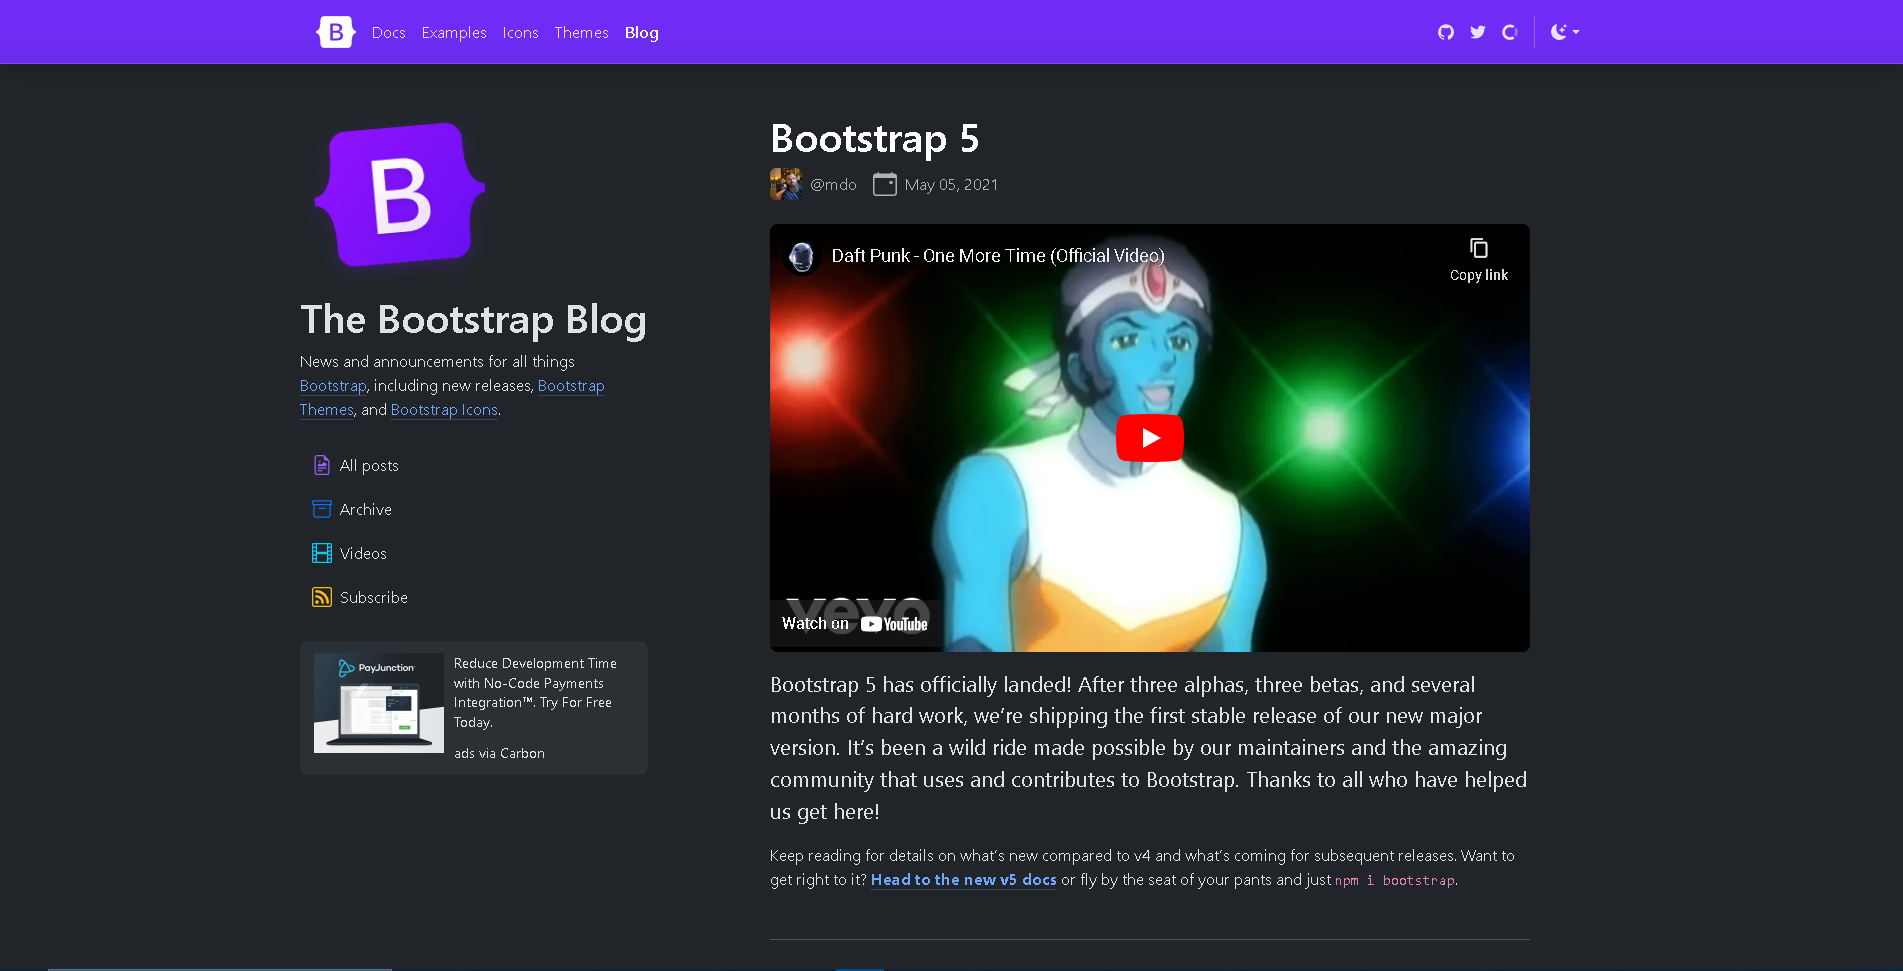 B Docs Examples Icons Themes Blog
B
The Bootstrap Blog
News and announcements for all things
Bootstrap, including new releases, Bootstrap
Themes, and Bootstrap Icons.
All posts
Archive
Videos
Subscribe
PayJunction
Reduce Development Time
with No-Code Payments
Integration™. Try For Free
Today.
ads via Carbon
Bootstrap 5
@mdo May 05, 2021
Daft Punk - One More Time (Official Video)
Copy link
vevo
Watch on YouTube
Bootstrap 5 has officially landed! After three alphas, three betas, and several
months of hard work, we’re shipping the first stable release of our new major
version. It’s been a wild ride made possible by our maintainers and the amazing
community that uses and contributes to Bootstrap. Thanks to all who have helped
us get here!
Keep reading for details on what’s new compared to v4 and what’s coming for subsequent releases. Want to
get right to it? Head to the new v5 docs or fly by the seat of your pants and just npm i bootstrap.